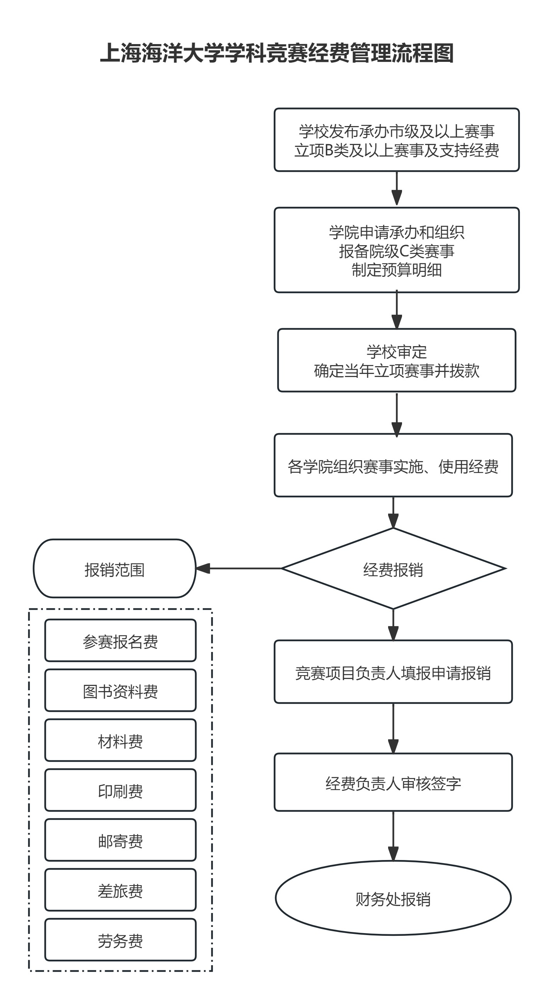 上海海洋大学学科竞赛经费管理流程图
学校发布承办市级及以上赛事
立项B类及以上赛事及支持经费
学院申请承办和组织
报备院级C类赛事
制定预算明细
学校审定
确定当年立项赛事并拨款
各学院组织赛事实施、使用经费
经费报销
报销范围
参赛报名费
图书资料费
材料费
印刷费
邮寄费
差旅费
劳务费
竞赛项目负责人填报申请报销
经费负责人审核签字
财务处报销